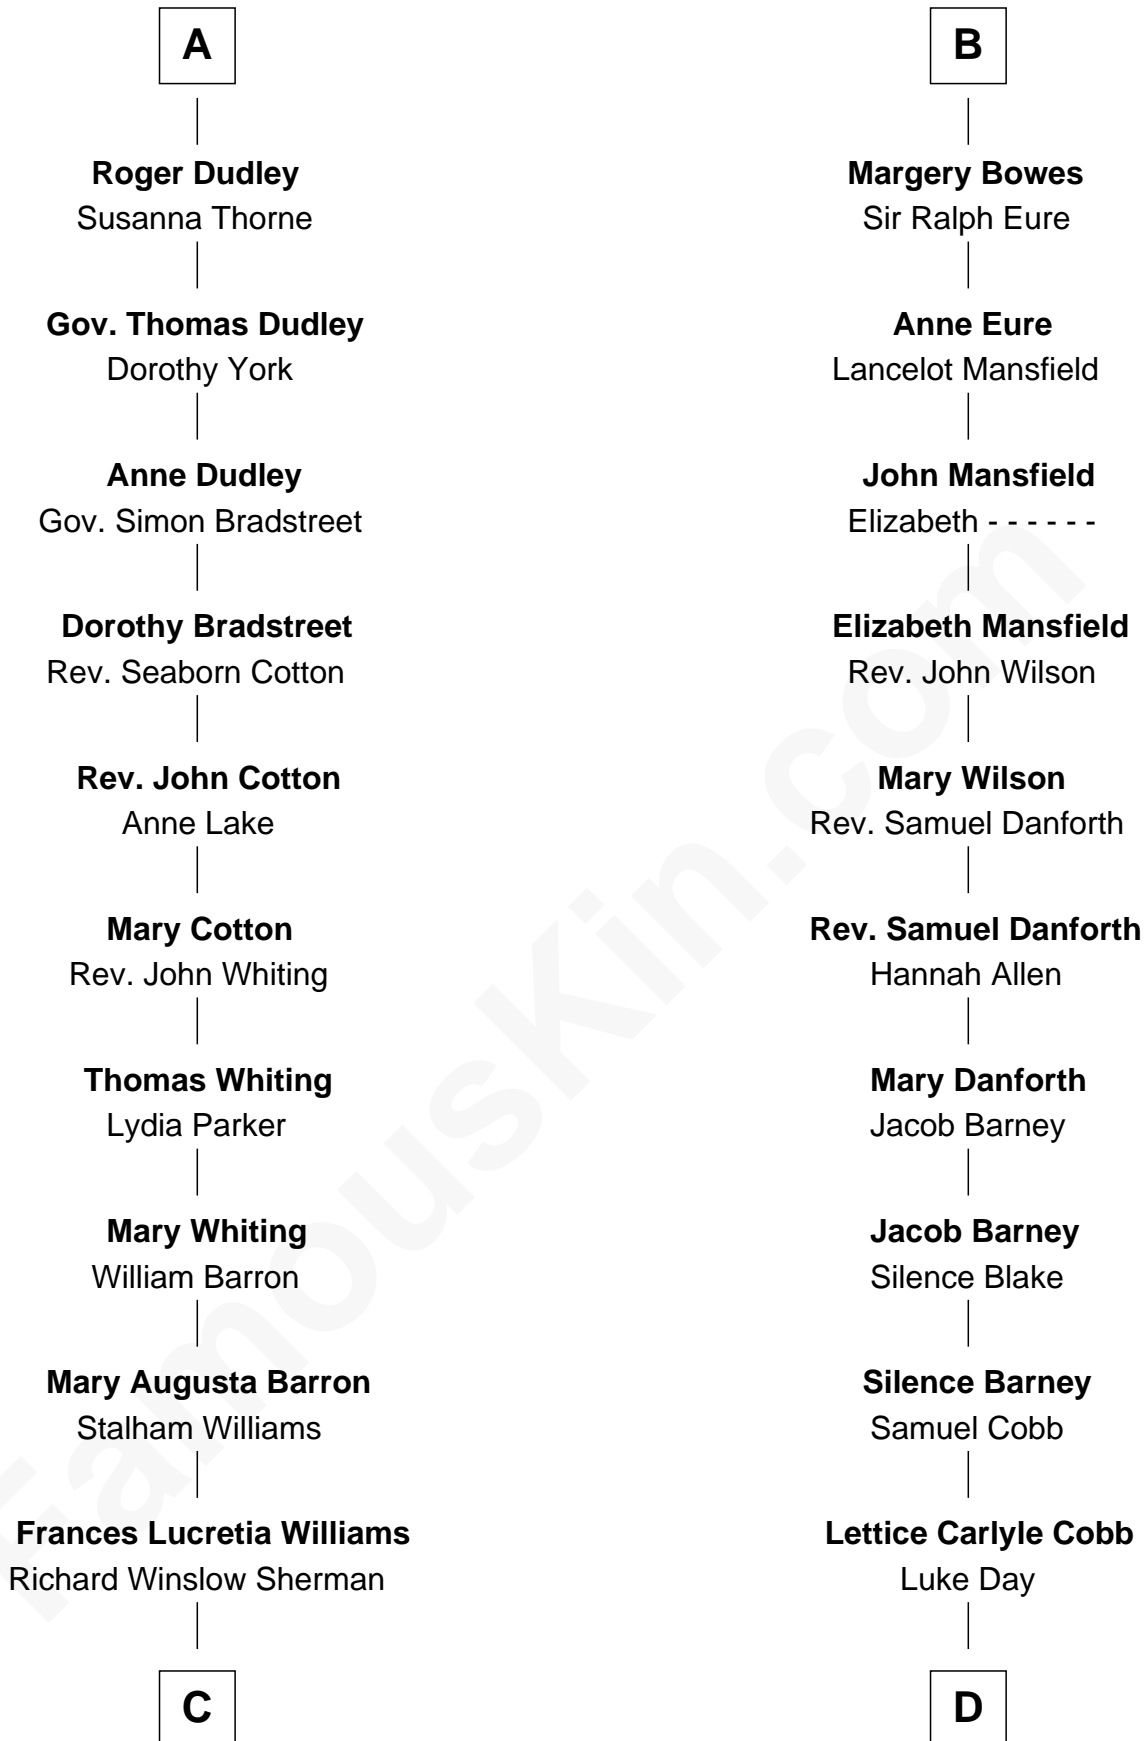 A
Roger Dudley
Susanna Thorne
Gov. Thomas Dudley
Dorothy York
Anne Dudley
Gov. Simon Bradstreet
Dorothy Bradstreet
Rev. Seaborn Cotton
Rev. John Cotton
Anne Lake
Mary Cotton
Rev. John Whiting
Thomas Whiting
Lydia Parker
Mary Whiting
William Barron
Mary Augusta Barron
Stalham Williams
Frances Lucretia Williams
Richard Winslow Sherman
C
B
Margery Bowes
Sir Ralph Eure
Anne Eure
Lancelot Mansfield
John Mansfield
Elizabeth - - - - - -
Elizabeth Mansfield
Rev. John Wilson
Mary Wilson
Rev. Samuel Danforth
Rev. Samuel Danforth
Hannah Allen
Mary Danforth
Jacob Barney
Jacob Barney
Silence Blake
Silence Barney
Samuel Cobb
Lettice Carlyle Cobb
Luke Day
D
FamousKin.com